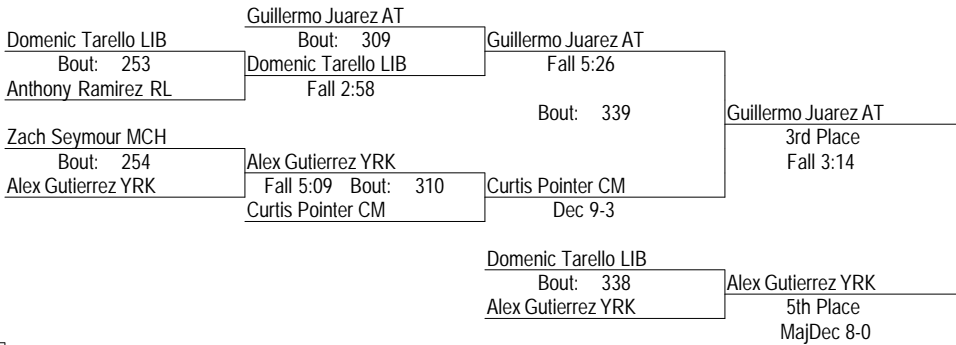 Guillermo Juarez AT
Domenic Tarello LIB
Bout: 309
Guillermo Juarez AT
Bout: 253
Domenic Tarello LIB
Fall 5:26
Anthony Ramirez RL
Fall 2:58
Bout: 339
Guillermo Juarez AT
Zach Seymour MCH
3rd Place
Bout: 254
Alex Gutierrez YRK
Fall 3:14
Alex Gutierrez YRK
Fall 5:09 Bout: 310
Curtis Pointer CM
Curtis Pointer CM
Dec 9-3
Domenic Tarello LIB
Bout: 338
Alex Gutierrez YRK
Alex Gutierrez YRK
5th Place
MajDec 8-0